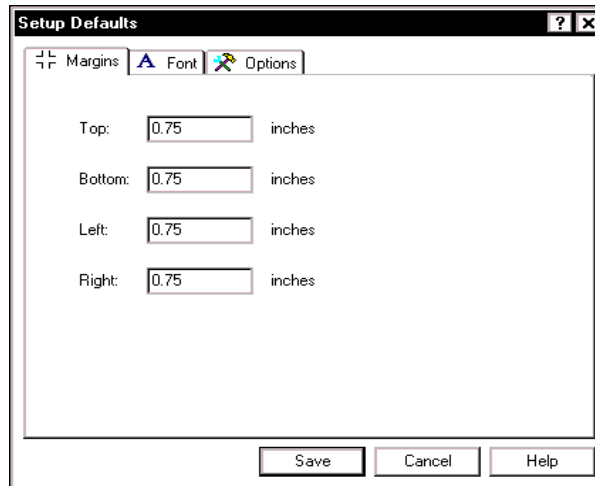 Setup Defaults
Margins A Font Options
Top: 0.75 inches
Bottom: 0.75 inches
Left: 0.75 inches
Right: 0.75 inches
Save Cancel Help